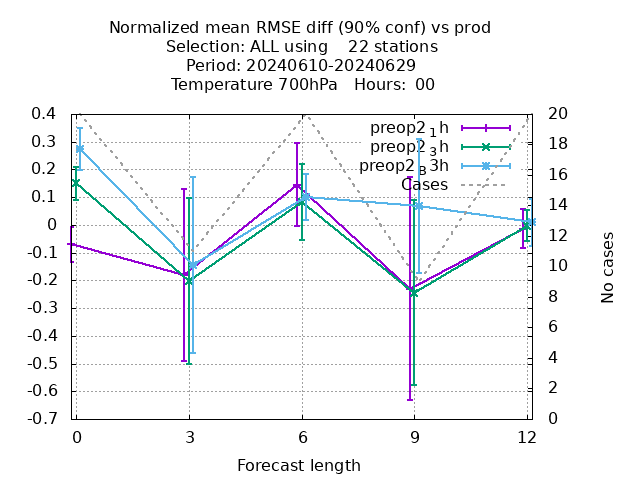 Normalized mean RMSE diff (90% conf) vs prod
Selection: ALL using    22 stations
Period: 20240610-20240629
Temperature 700hPa   Hours:  00
0.4
0.3
0.2
0.1
0
-0.1
-0.2
-0.3
-0.4
-0.5
-0.6
-0.7
20
18
16
14
12
10
8
6
4
2
0
No cases
preop2_1h
preop2_3h
preop2_B3h
Cases
0 3 6 9 12
Forecast length